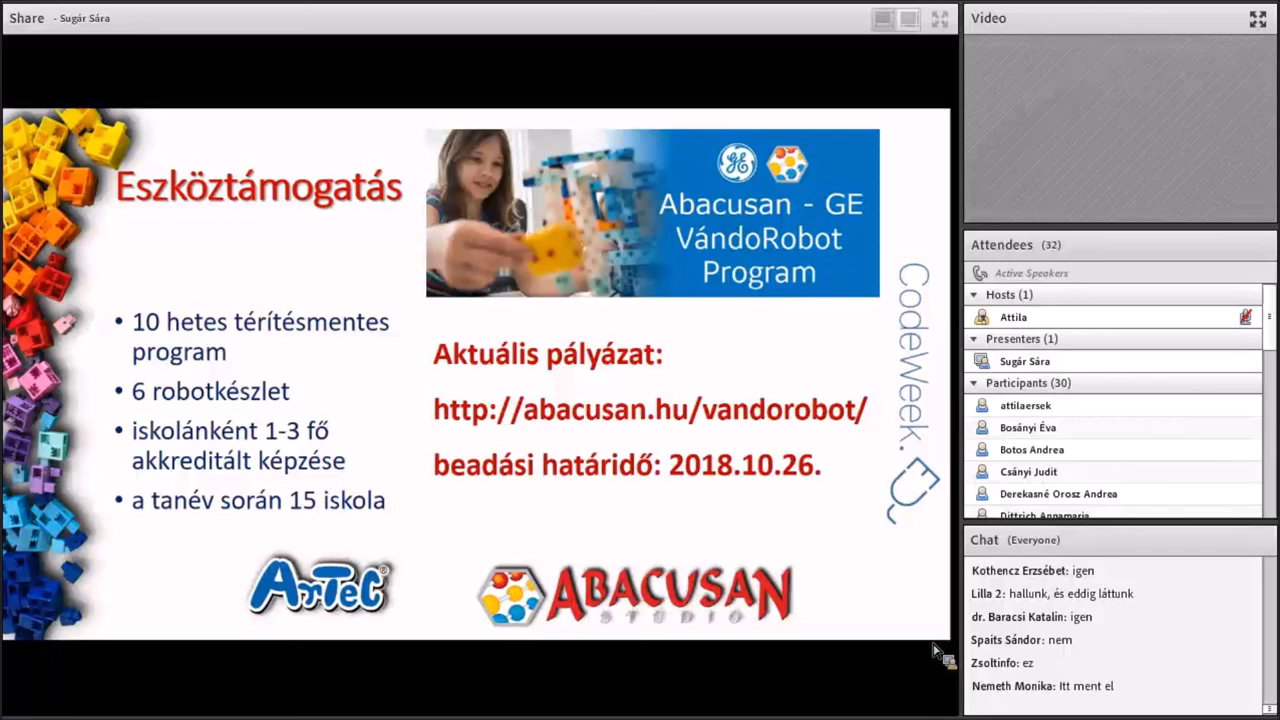 Share - Sugár Sára
Eszköztámogatás
Abacusan - GE
VándoRobot
Program
• 10 hetes térítésmentes
program
• 6 robotkészlet
• iskolánként 1-3 fő
akkreditált képzése
• a tanév során 15 iskola
Aktuális pályázat:
http://abacusan.hu/vandorobot/
beadási határidő: 2018.10.26.
CodeWeek.
ArTec®
ABACUSAN
STUDIO
Video
Attendees (32)
Active Speakers
Hosts (1)
Attila
Presenters (1)
Sugár Sára
Participants (30)
attilaersek
Bosányi Éva
Botos Andrea
Csányi Judit
Derekasné Orosz Andrea
Dittrich Annamaria
Chat (Everyone)
Kothencz Erzsébet: igen
Lilla 2: hallunk, és eddig láttunk
dr. Baracsi Katalin: igen
Spaits Sándor: nem
Zsoltinfo: ez
Nemeth Monika: Itt ment el